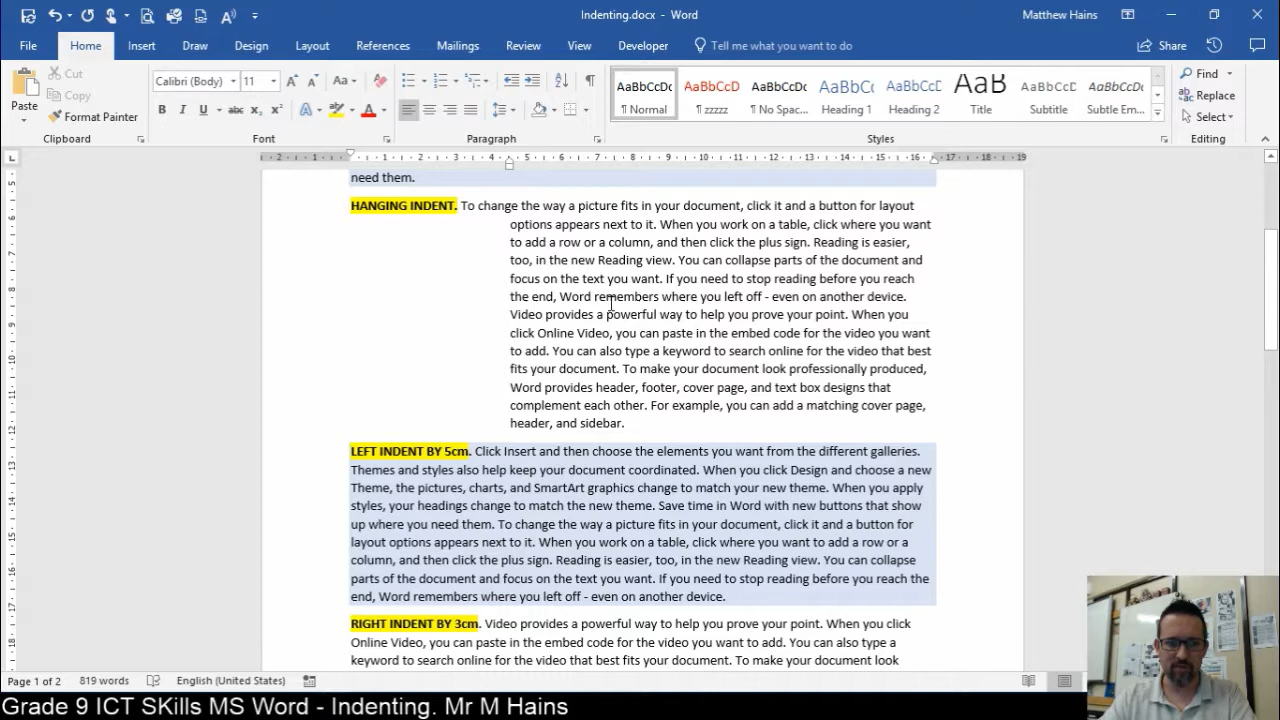 Indenting.docx - Word
Matthew Hains
File Home Insert Draw Design Layout References Mailings Review View Developer Tell me what you want to do Share
Paste
Cut
Copy
Format Painter
Clipboard
Calibri (Body) 11
Font
Paragraph
AaBbCcDc AaBbCcDc AaBbCcDc AaBbCc AaBbCcD AaB AaBbCcD AaBbCcDc
¶ Normal ¶ zzzzz ¶ No Spac... Heading 1 Heading 2 Title Subtitle Subtle Em...
Styles
Find
Replace
Select
Editing
2 1 1 2 3 4 5 6 7 8 9 10 11 12 13 14 15 16 17 18 19
need them.
HANGING INDENT. To change the way a picture fits in your document, click it and a button for layout
options appears next to it. When you work on a table, click where you want
to add a row or a column, and then click the plus sign. Reading is easier,
too, in the new Reading view. You can collapse parts of the document and
focus on the text you want. If you need to stop reading before you reach
the end, Word remembers where you left off - even on another device.
Video provides a powerful way to help you prove your point. When you
click Online Video, you can paste in the embed code for the video you want
to add. You can also type a keyword to search online for the video that best
fits your document. To make your document look professionally produced,
Word provides header, footer, cover page, and text box designs that
complement each other. For example, you can add a matching cover page,
header, and sidebar.
LEFT INDENT BY 5cm. Click Insert and then choose the elements you want from the different galleries.
Themes and styles also help keep your document coordinated. When you click Design and choose a new
Theme, the pictures, charts, and SmartArt graphics change to match your new theme. When you apply
styles, your headings change to match the new theme. Save time in Word with new buttons that show
up where you need them. To change the way a picture fits in your document, click it and a button for
layout options appears next to it. When you work on a table, click where you want to add a row or a
column, and then click the plus sign. Reading is easier, too, in the new Reading view. You can collapse
parts of the document and focus on the text you want. If you need to stop reading before you reach the
end, Word remembers where you left off - even on another device.
RIGHT INDENT BY 3cm. Video provides a powerful way to help you prove your point. When you click
Online Video, you can paste in the embed code for the video you want to add. You can also type a
keyword to search online for the video that best fits your document. To make your document look
Page 1 of 2 819 words English (United States)
Grade 9 ICT SKills MS Word - Indenting. Mr M Hains